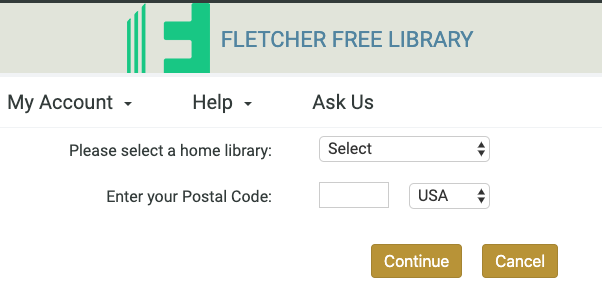 FLETCHER FREE LIBRARY
My Account Help Ask Us
Please select a home library: Select
Enter your Postal Code: USA
Continue Cancel